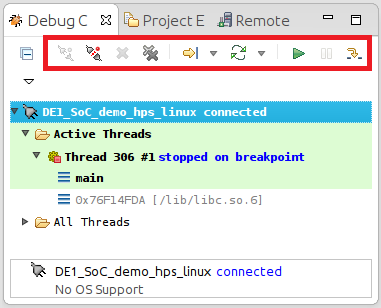 Debug C Project E Remote
DE1_SoC_demo_hps_linux connected
Active Threads
Thread 306 #1 stopped on breakpoint
main
0x76F14FDA [/lib/libc.so.6]
All Threads
DE1_SoC_demo_hps_linux connected
No OS Support